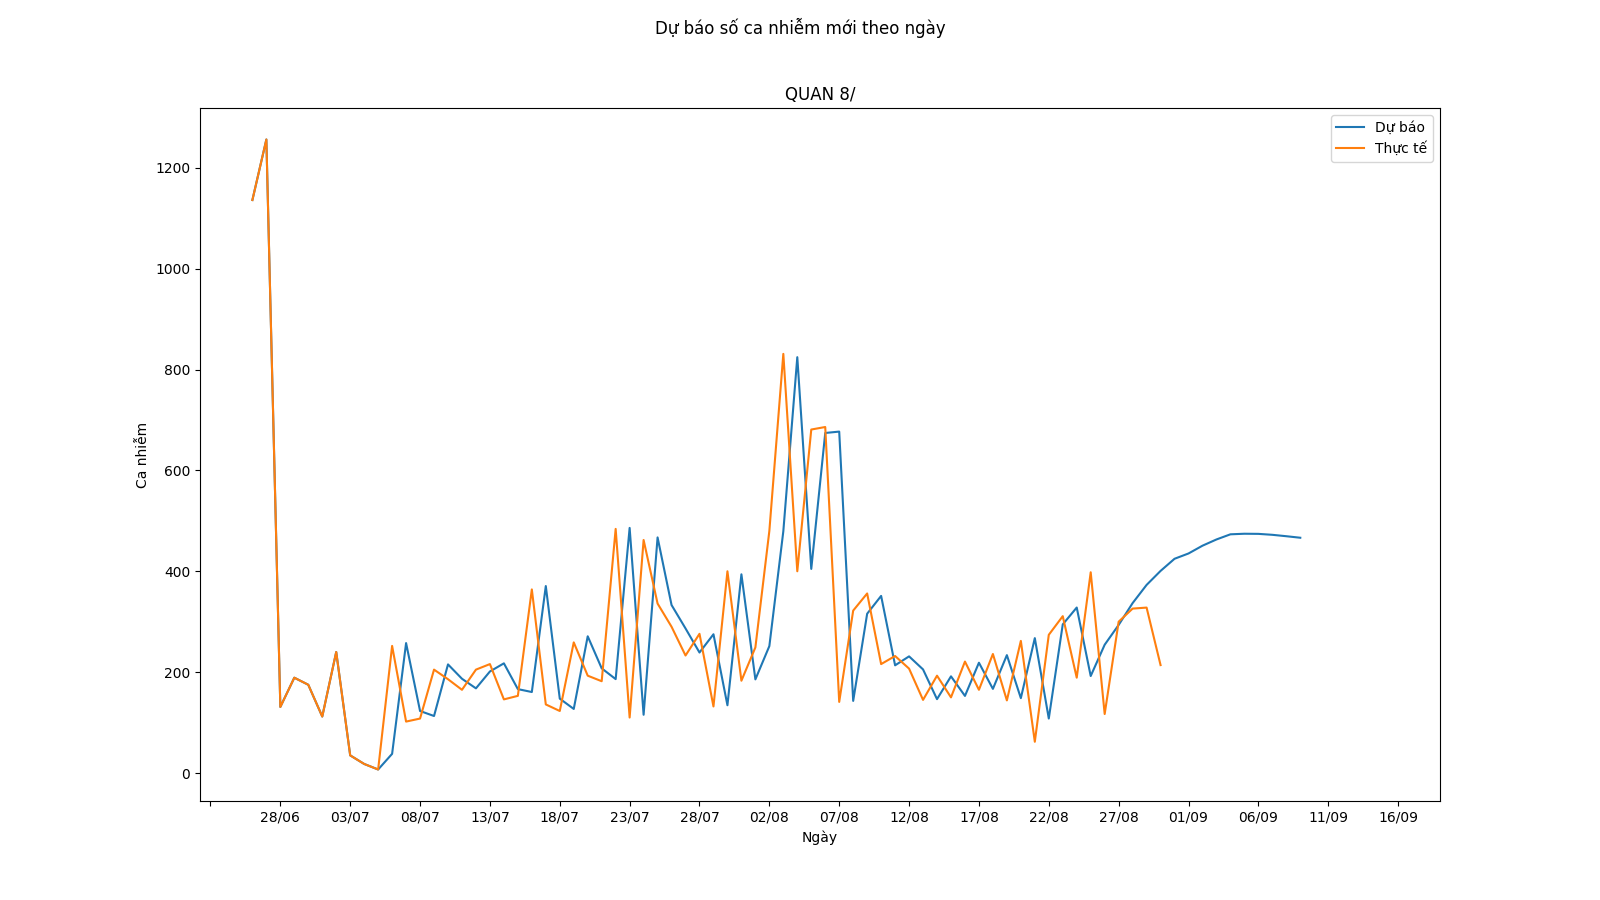 Dự báo số ca nhiễm mới theo ngày
QUAN 8/
Dự báo
Thực tế
1200
1000
800
600
400
200
0
Ca nhiễm
28/06 03/07 08/07 13/07 18/07 23/07 28/07 02/08 07/08 12/08 17/08 22/08 27/08 01/09 06/09 11/09 16/09
Ngày